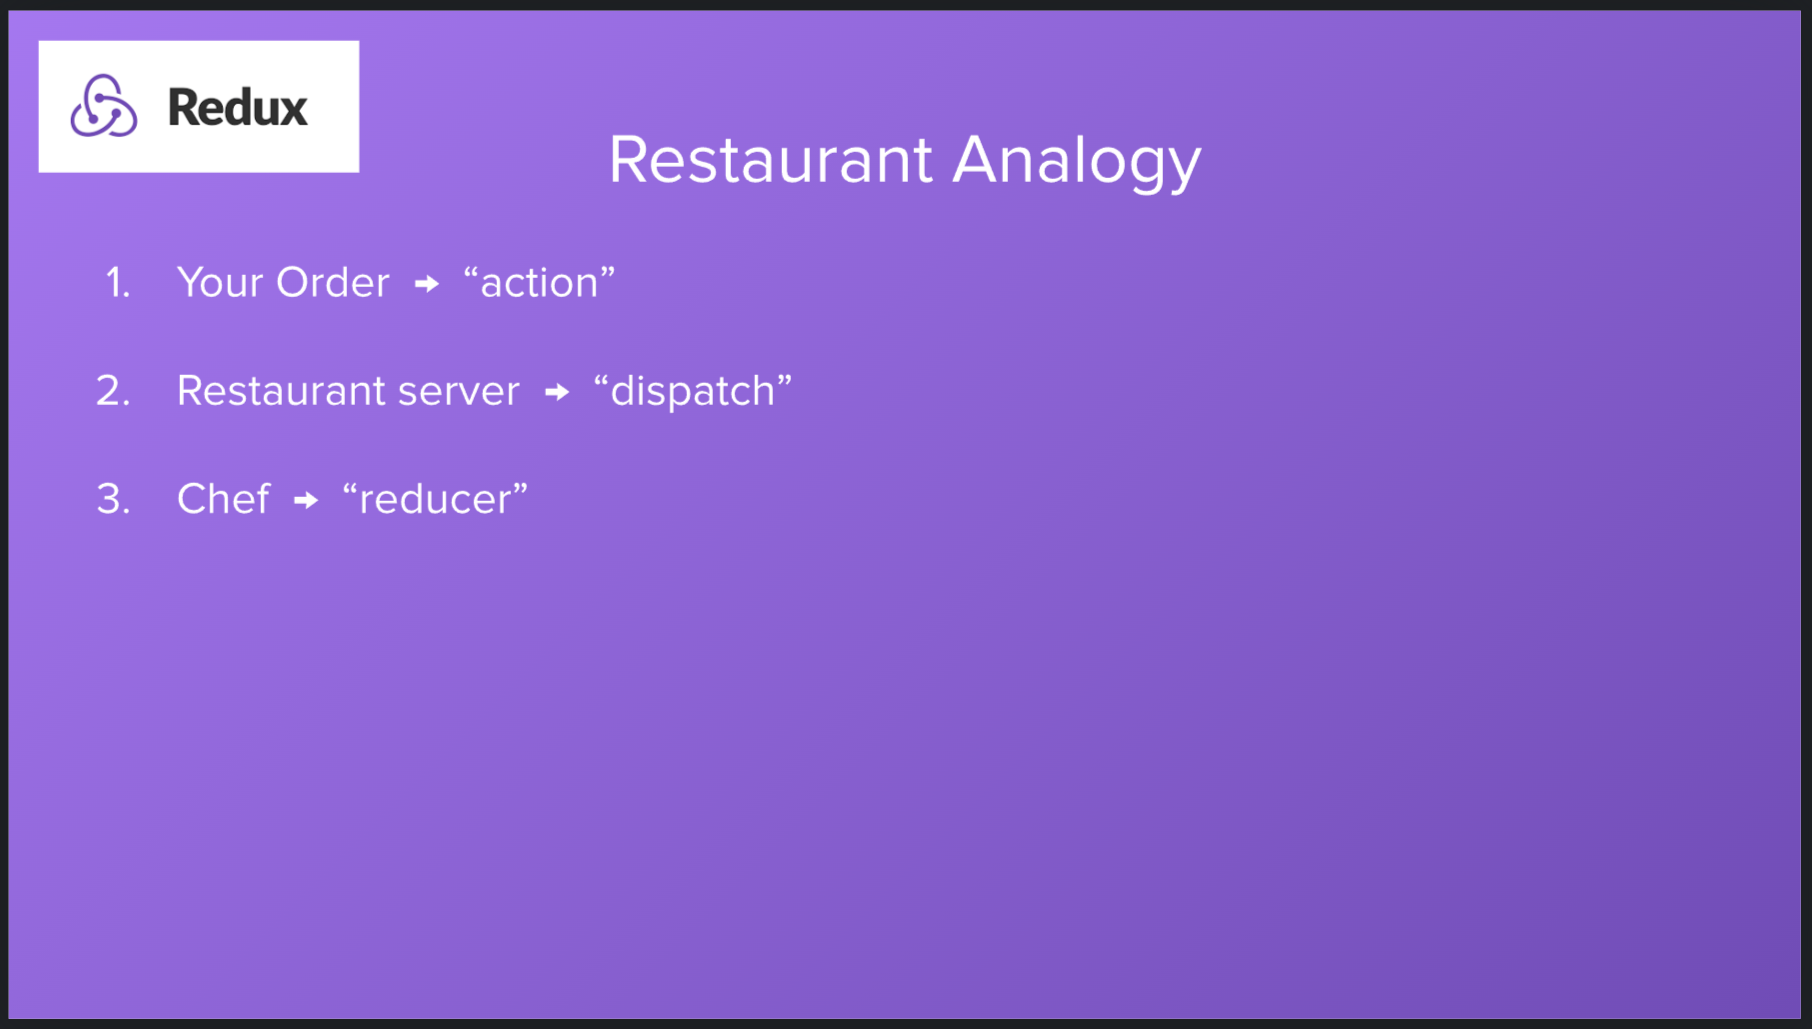 Redux
Restaurant Analogy
1. Your Order → “action”
2. Restaurant server → “dispatch”
3. Chef → “reducer”